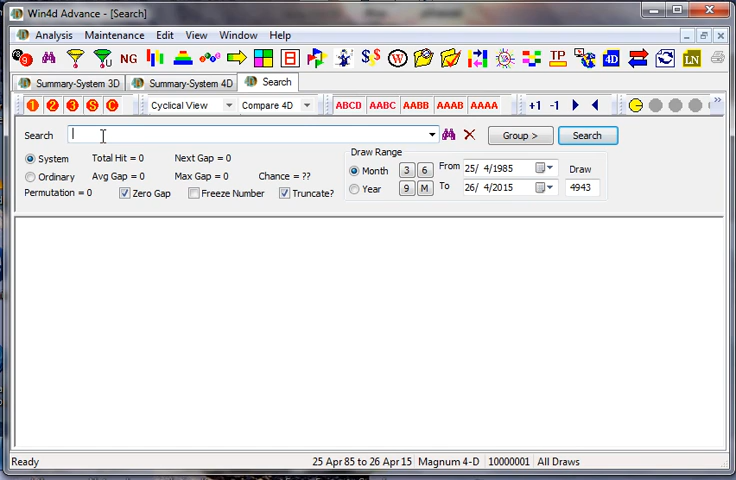 Win4d Advance - [Search]
Analysis Maintenance Edit View Window Help
9 U NG $$ W TP 4D LN
Summary-System 3D Summary-System 4D Search
1 2 3 S C Cyclical View Compare 4D ABCD AABC AABB AAAB AAAA +1 -1 »
Search Group > Search
System Total Hit = 0 Next Gap = 0
Ordinary Avg Gap = 0 Max Gap = 0 Chance = ??
Permutation = 0 Zero Gap Freeze Number Truncate?
Draw Range
Month 3 6 From 25/ 4/1985 Draw
Year 9 M To 26/ 4/2015 4943
Ready 25 Apr 85 to 26 Apr 15 Magnum 4-D 10000001 All Draws